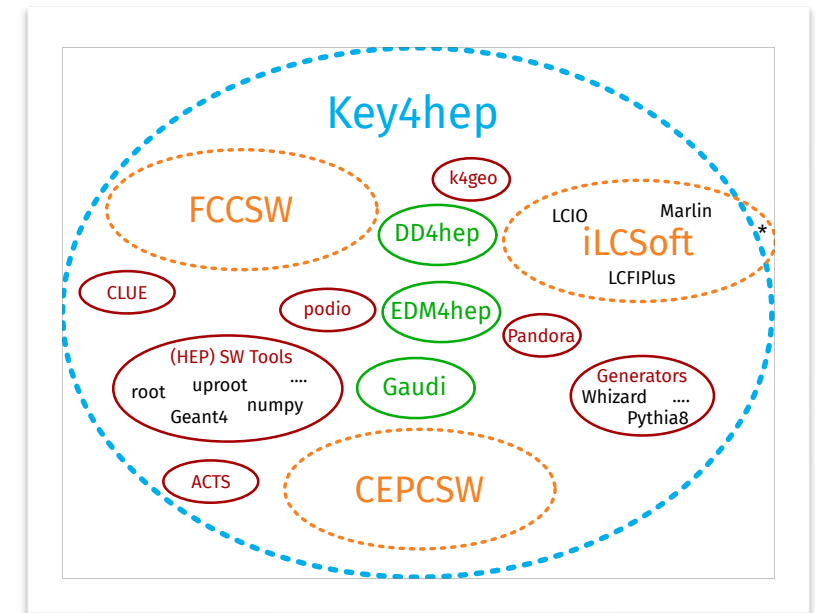 Key4hep
k4geo
FCCSW
DD4hep
LCIO
Marlin
*
iLCSoft
LCFIPlus
CLUE
podio
EDM4hep
Pandora
(HEP) SW Tools
root
uproot
....
Geant4
numpy
Gaudi
Generators
Whizard
....
Pythia8
ACTS
CEPCSW